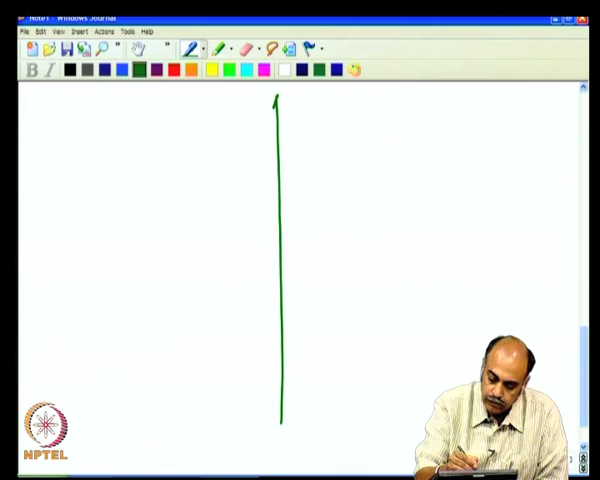 Note1 - Windows Journal
File Edit View Insert Actions Tools Help
B I
NPTEL